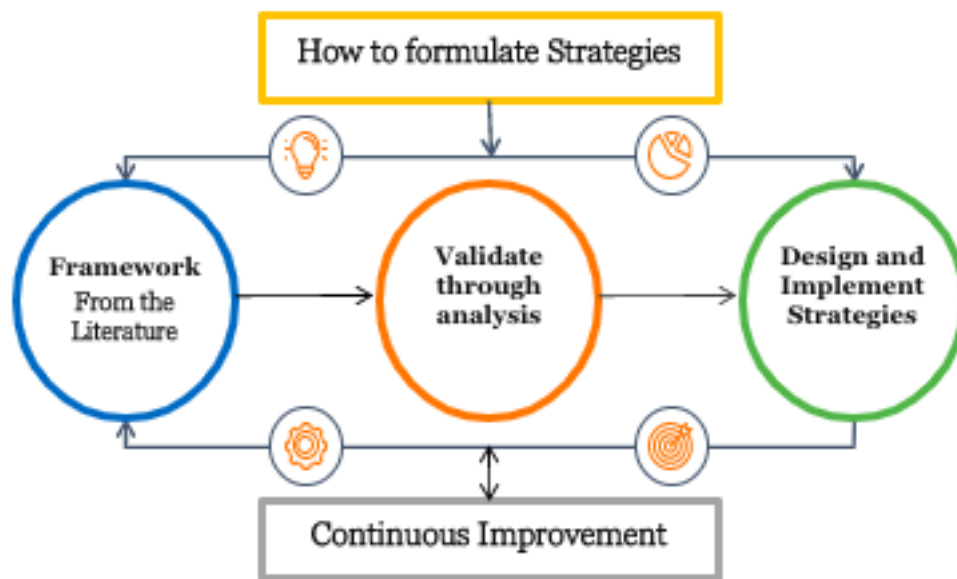 How to formulate Strategies
Framework
From the
Literature
Validate
through
analysis
Design and
Implement
Strategies
Continuous Improvement